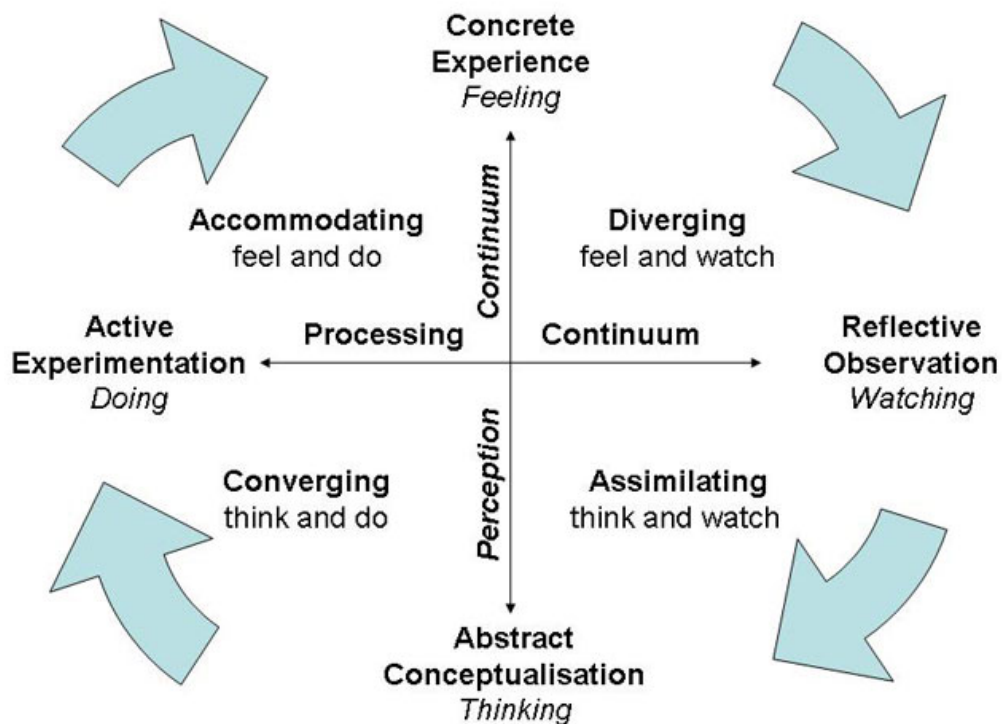 Concrete
Experience
Feeling
Accommodating
feel and do
Continuum
Diverging
feel and watch
Active
Experimentation
Doing
Processing
Continuum
Reflective
Observation
Watching
Converging
think and do
Perception
Assimilating
think and watch
Abstract
Conceptualisation
Thinking